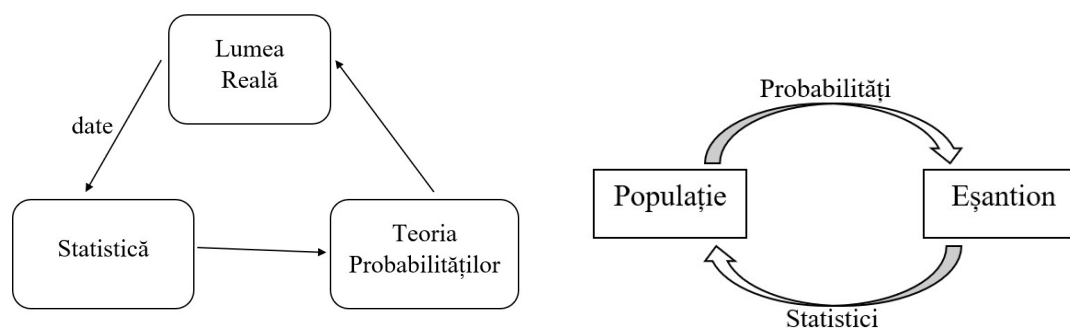 Lumea
Reală
date
Statistică
Teoria
Probabilităților
Probabilități
Populație
Eșantion
Statistici